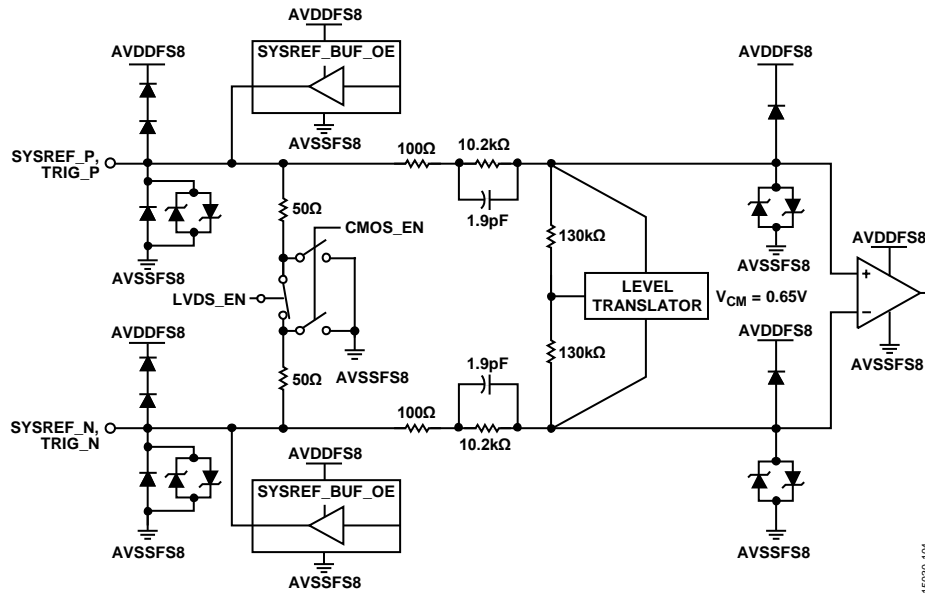 AVDDFS8
AVDDFS8
SYSREF_BUF_OE
AVDDFS8
AVSSFS8
SYSREF_P,
TRIG_P
100Ω
10.2kΩ
1.9pF
50Ω
CMOS_EN
130kΩ
AVSSFS8
AVSSFS8
AVDDFS8
LVDS_EN
LEVEL
TRANSLATOR
VCM = 0.65V
+
−
AVDDFS8
AVSSFS8
130kΩ
AVDDFS8
AVSSFS8
50Ω
1.9pF
100Ω
10.2kΩ
SYSREF_N,
TRIG_N
AVDDFS8
SYSREF_BUF_OE
AVSSFS8
AVSSFS8
AVSSFS8